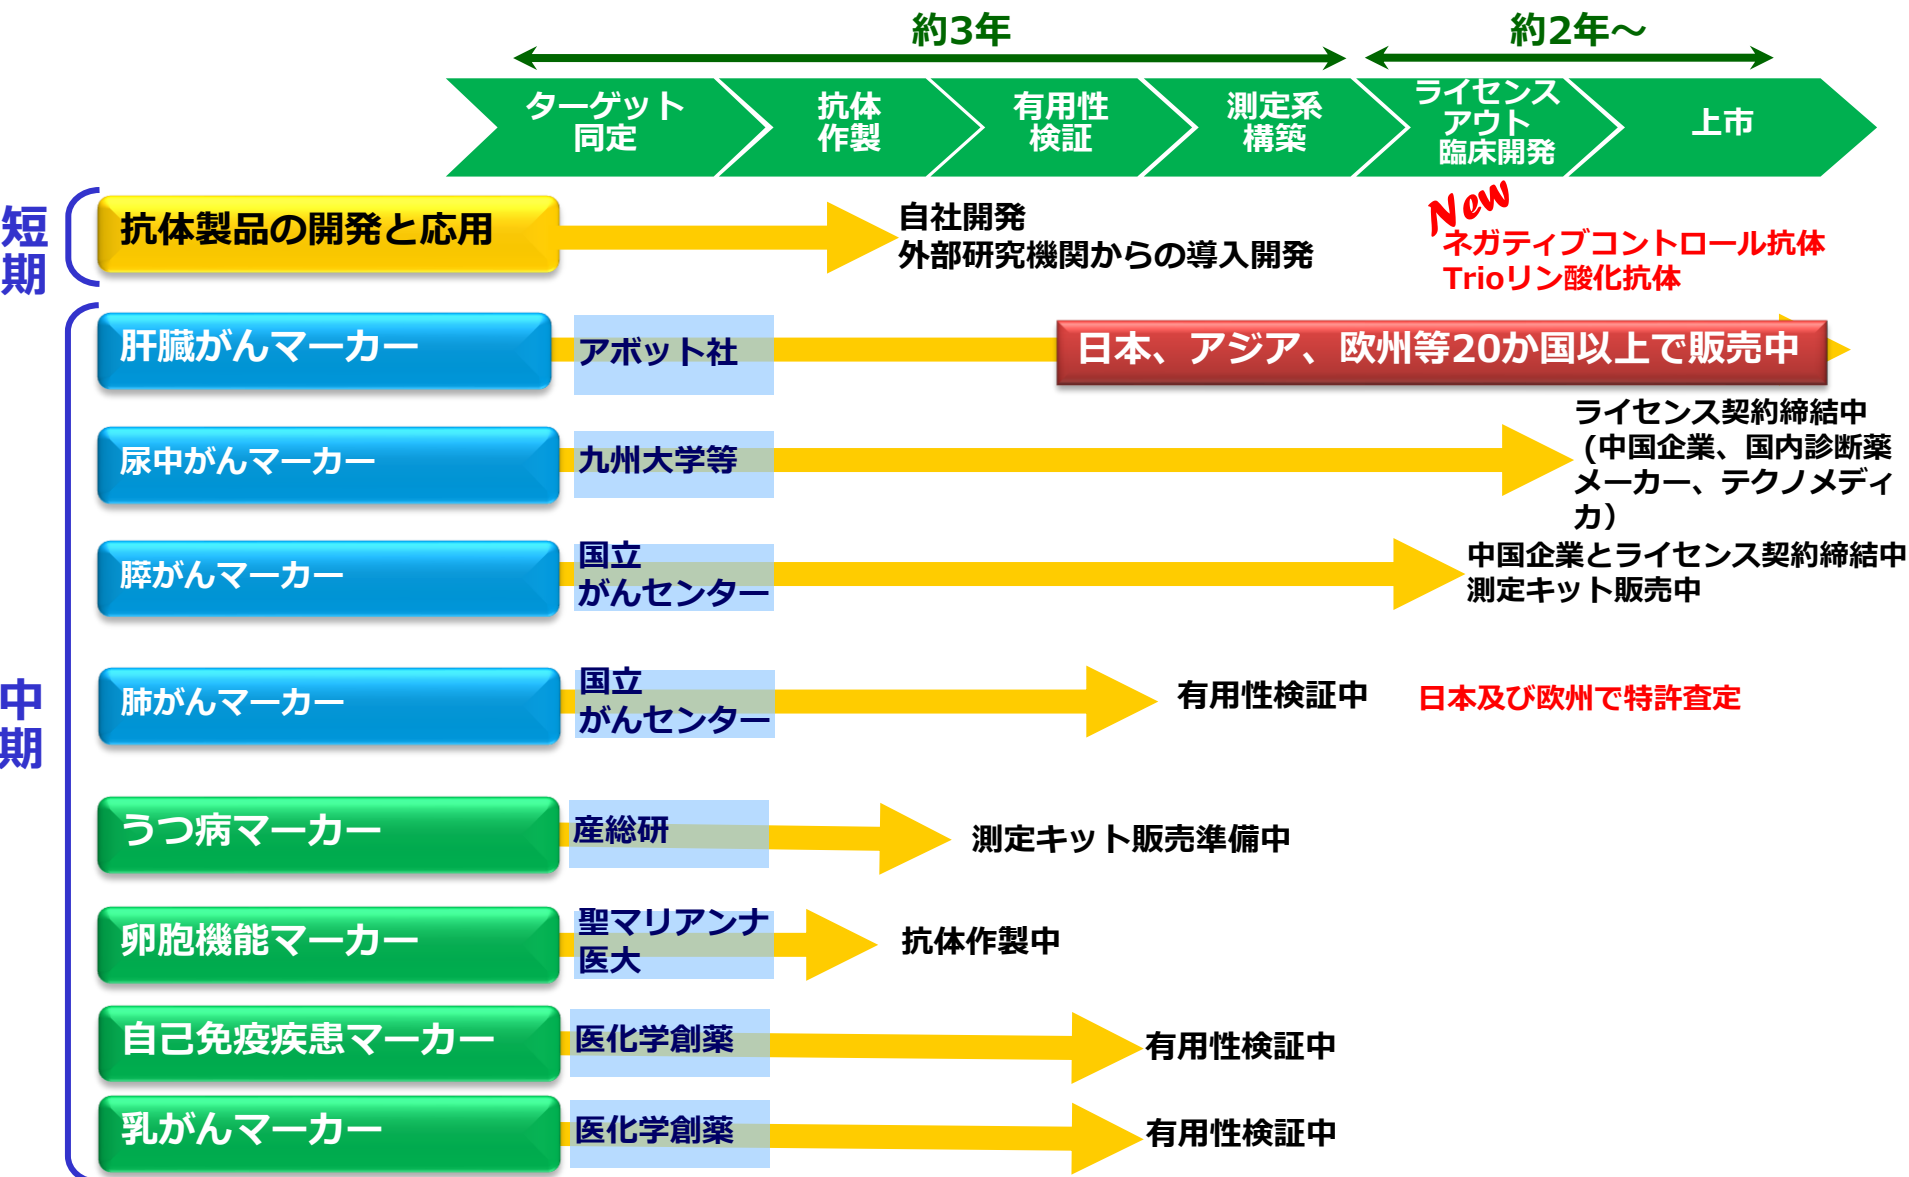 約3年
約2年～
ターゲット
同定
抗体
作製
有用性
検証
測定系
構築
ライセンス
アウト
臨床開発
上市
短
期
抗体製品の開発と応用
自社開発
外部研究機関からの導入開発
New
ネガティブコントロール抗体
Trioリン酸化抗体
中
期
肝臓がんマーカー
アボット社
日本、アジア、欧州等20か国以上で販売中
尿中がんマーカー
九州大学等
ライセンス契約締結中
(中国企業、国内診断薬
メーカー、テクノメディ
カ）
膵がんマーカー
国立
がんセンター
中国企業とライセンス契約締結中
測定キット販売中
肺がんマーカー
国立
がんセンター
有用性検証中
日本及び欧州で特許査定
うつ病マーカー
産総研
測定キット販売準備中
卵胞機能マーカー
聖マリアンナ
医大
抗体作製中
自己免疫疾患マーカー
医化学創薬
有用性検証中
乳がんマーカー
医化学創薬
有用性検証中